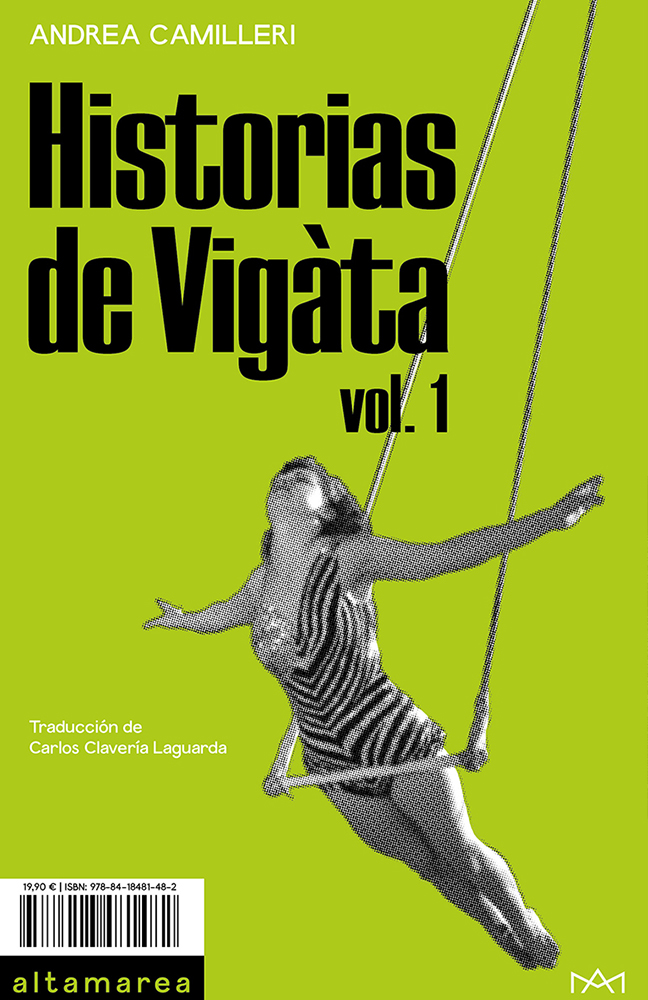 ANDREA CAMILLERI
Historias
de Vigàta
vol. 1
Traducción de
Carlos Clavería Laguarda
19,90 € | ISBN: 978-84-18481-48-2
altamarea